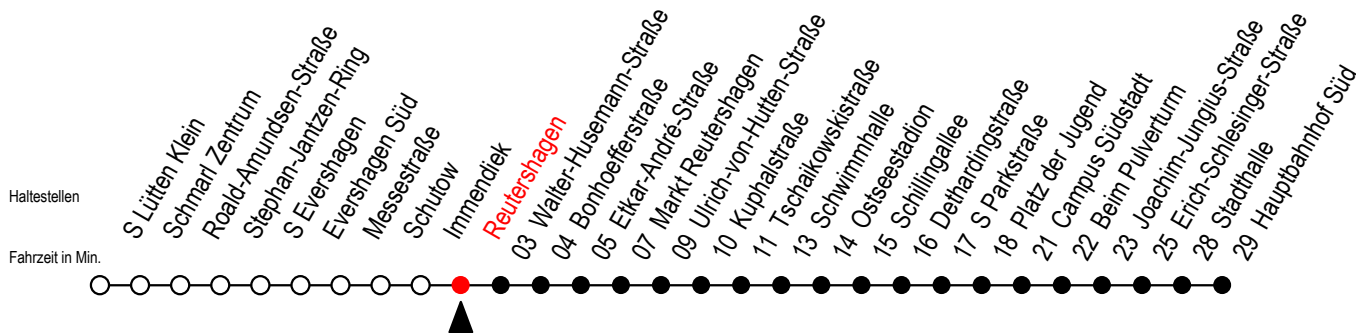 Haltestellen
Fahrzeit in Min.
S Lütten Klein
Schmarl Zentrum
Roald-Amundsen-Straße
Stephan-Jantzen-Ring
S Evershagen
Evershagen Süd
Messestraße
Schutow
Immendiek
Reutershagen
03 Walter-Husemann-Straße
04 Bonhoefferstraße
05 Etkar-André-Straße
07 Markt Reutershagen
09 Ulrich-von-Hutten-Straße
10 Kuphalstraße
11 Tschaikowskistraße
13 Schwimmhalle
14 Ostseestadion
15 Schillingallee
16 Dethardingstraße
17 S Parkstraße
18 Platz der Jugend
21 Campus Südstadt
22 Beim Pulverturm
23 Joachim-Jungius-Straße
25 Erich-Schlesinger-Straße
28 Stadthalle
29 Hauptbahnhof Süd